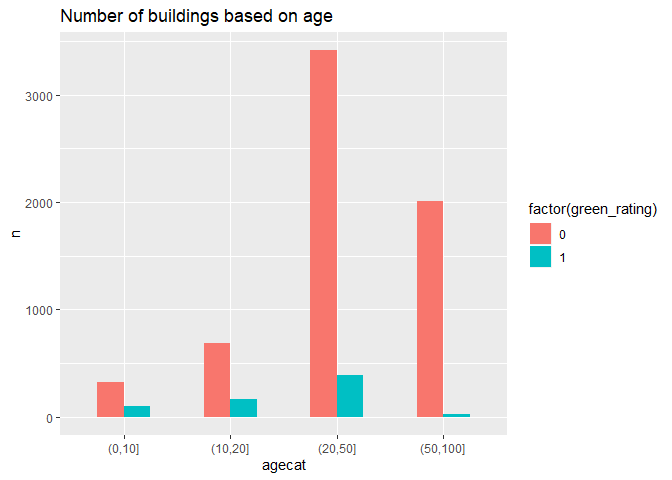 Number of buildings based on age
3000
2000
1000
0
n
(0,10]
(10,20]
(20,50]
(50,100]
agecat
factor(green_rating)
0
1